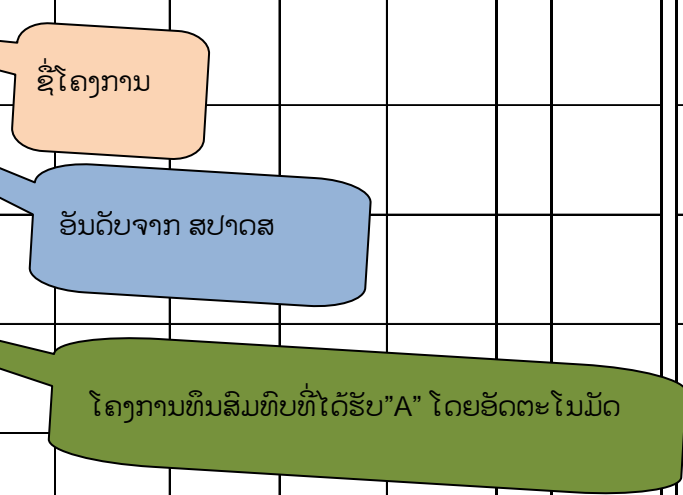 ຊື່ໂຄງການ
ອັນດັບຈາກ ສປາດສ
ໂຄງການທຶນສົມທົບທີ່ໄດ້ຮັບ”A” ໂດຍອັດຕະໂນມັດ